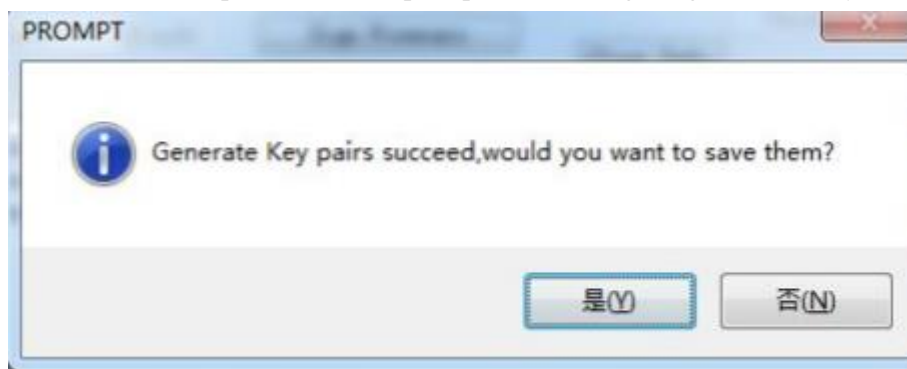 PROMPT
Generate Key pairs succeed,would you want to save them?
是(Y)
否(N)